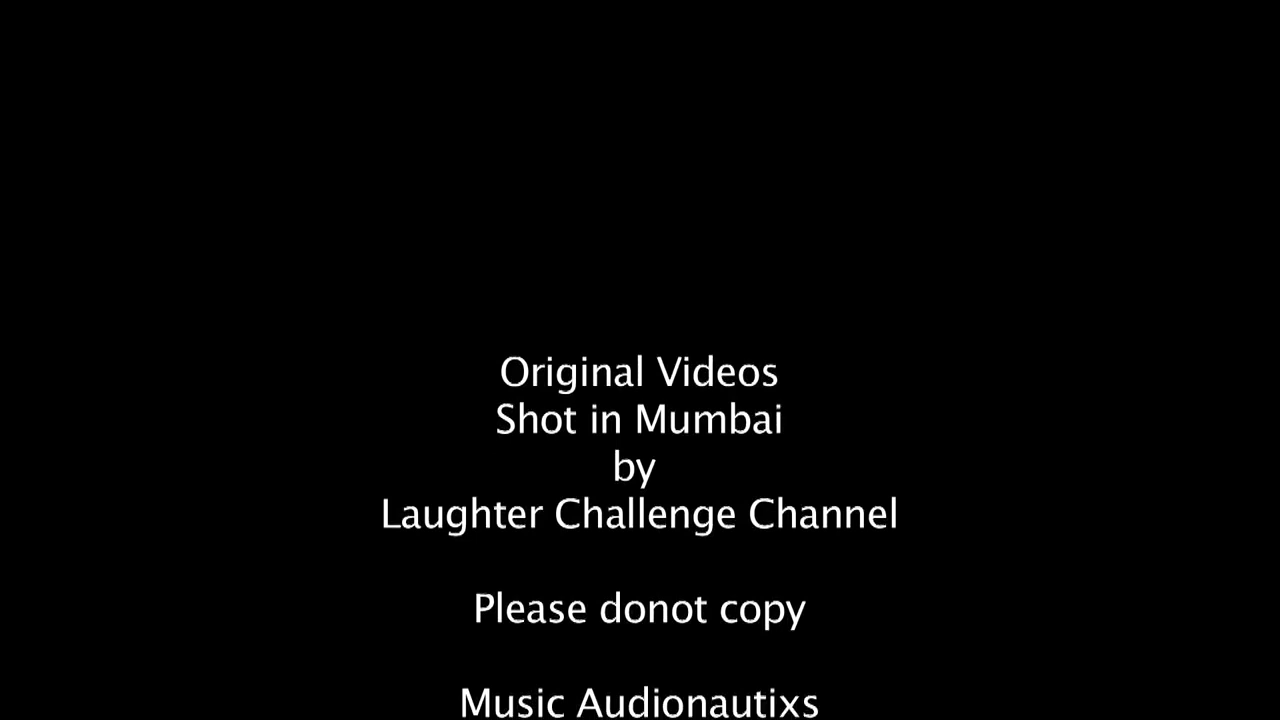 Original Videos
Shot in Mumbai
by
Laughter Challenge Channel
Please donot copy
Music Audionautixs